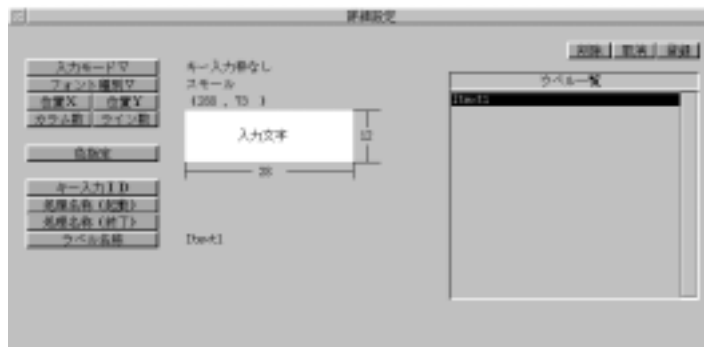 詳細設定
削除 取消 登録
入力モード▽ キー入力枠なし
フォント種別▽ スモール
位置X 位置Y
カラム数 ライン数
入力文字
色指定
キー入力ID
処理名称(起動)
処理名称(終了)
ラベル名称 Item1
ラベル一覧
Item1